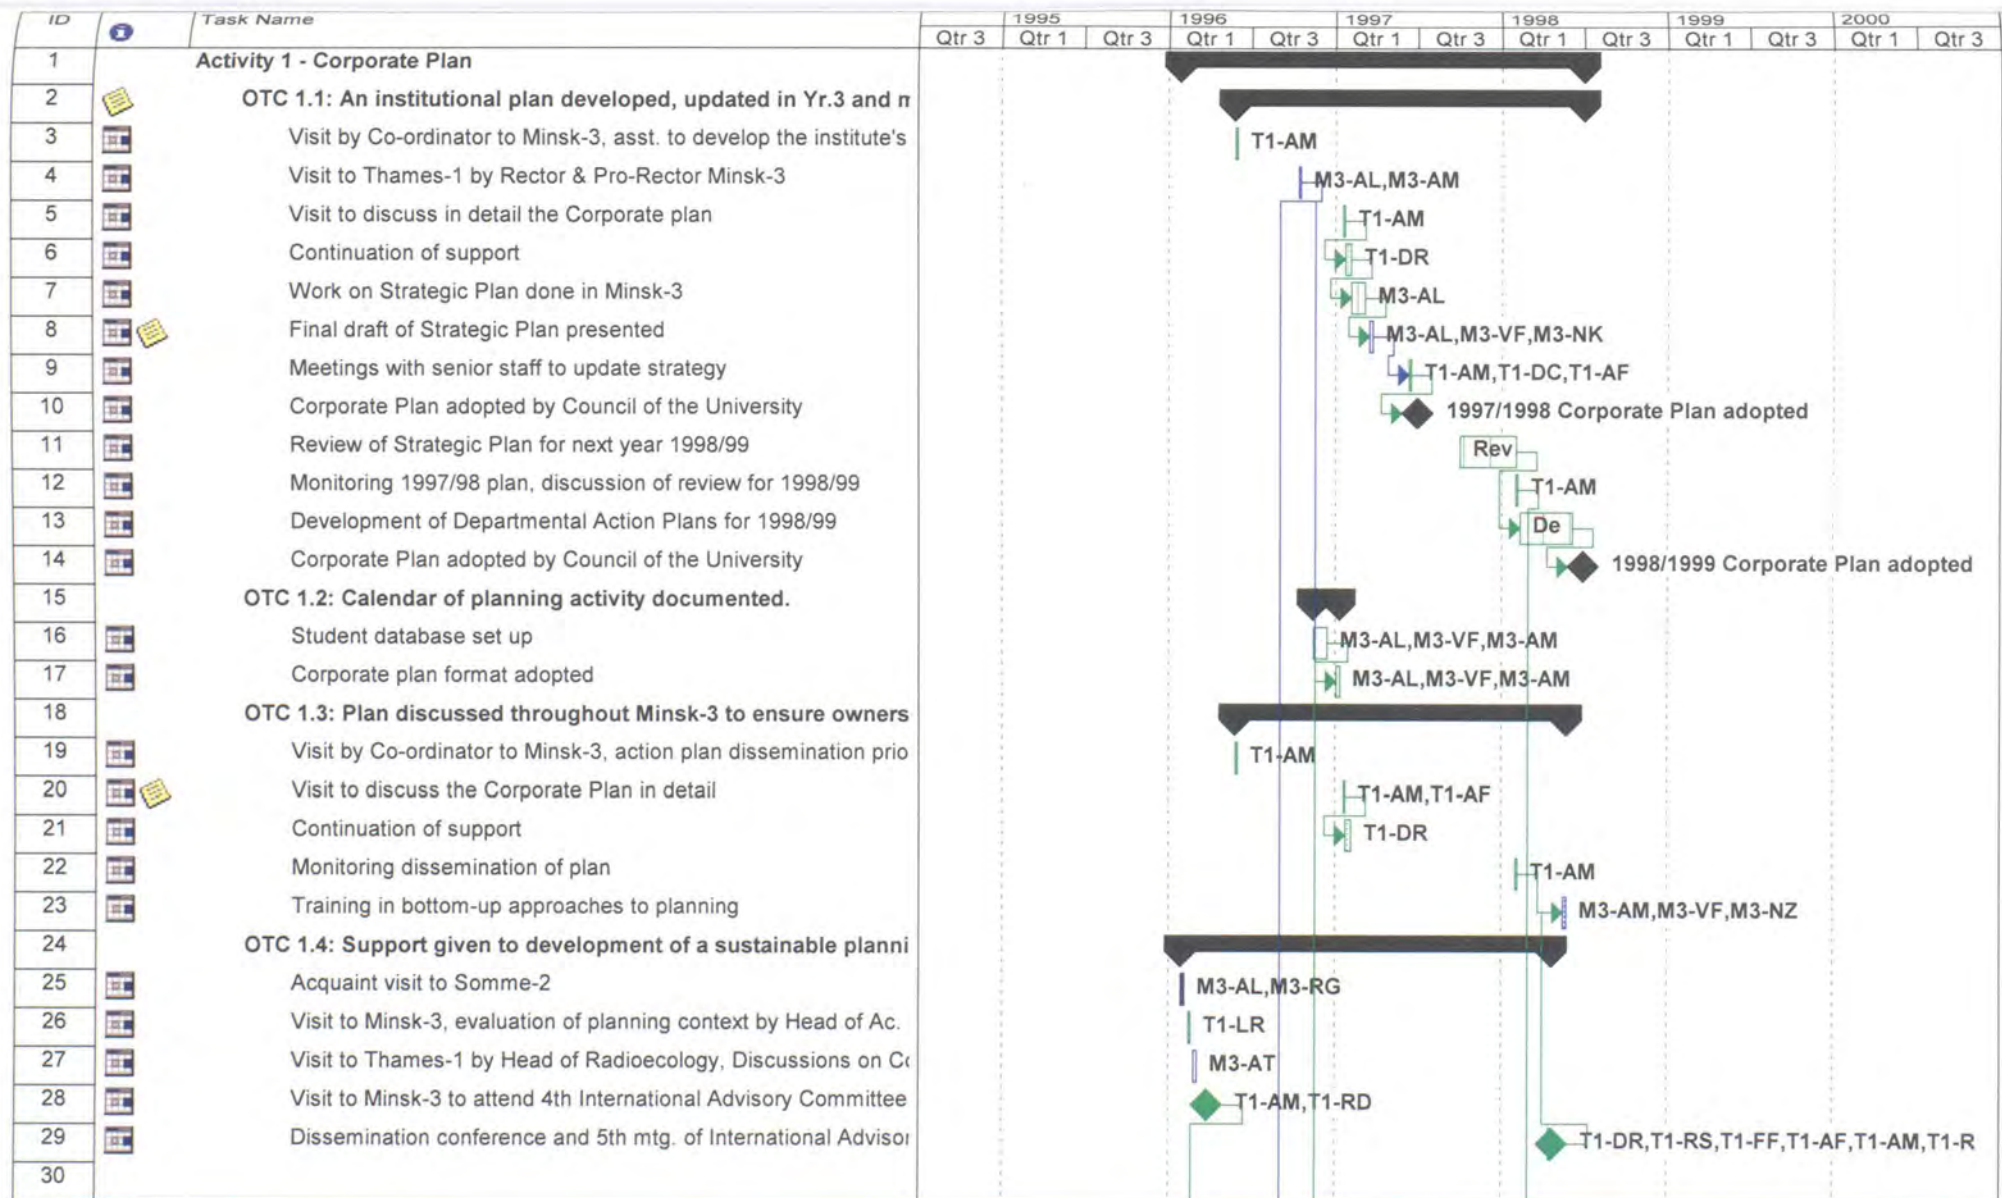 ID Task Name 1995 1996 1997 1998 1999 2000
Qtr 3 Qtr 1 Qtr 3 Qtr 1 Qtr 3 Qtr 1 Qtr 3 Qtr 1 Qtr 3 Qtr 1 Qtr 3 Qtr 1 Qtr 3
1 Activity 1 - Corporate Plan
2 OTC 1.1: An institutional plan developed, updated in Yr.3 and
3 Visit by Co-ordinator to Minsk-3, asst. to develop the institute's T1-AM
4 Visit to Thames-1 by Rector & Pro-Rector Minsk-3 M3-AL,M3-AM
5 Visit to discuss in detail the Corporate plan T1-AM
6 Continuation of support T1-DR
7 Work on Strategic Plan done in Minsk-3 M3-AL
8 Final draft of Strategic Plan presented M3-AL,M3-VF,M3-NK
9 Meetings with senior staff to update strategy T1-AM,T1-DC,T1-AF
10 Corporate Plan adopted by Council of the University 1997/1998 Corporate Plan adopted
11 Review of Strategic Plan for next year 1998/99 Rev
12 Monitoring 1997/98 plan, discussion of review for 1998/99 T1-AM
13 Development of Departmental Action Plans for 1998/99 De
14 Corporate Plan adopted by Council of the University 1998/1999 Corporate Plan adopted
15 OTC 1.2: Calendar of planning activity documented.
16 Student database set up M3-AL,M3-VF,M3-AM
17 Corporate plan format adopted M3-AL,M3-VF,M3-AM
18 OTC 1.3: Plan discussed throughout Minsk-3 to ensure owners
19 Visit by Co-ordinator to Minsk-3, action plan dissemination prio T1-AM
20 Visit to discuss the Corporate Plan in detail T1-AM,T1-AF
21 Continuation of support T1-DR
22 Monitoring dissemination of plan T1-AM
23 Training in bottom-up approaches to planning M3-AM,M3-VF,M3-NZ
24 OTC 1.4: Support given to development of a sustainable planni
25 Acquaint visit to Somme-2 M3-AL,M3-RG
26 Visit to Minsk-3, evaluation of planning context by Head of Ac. T1-LR
27 Visit to Thames-1 by Head of Radioecology, Discussions on M3-AT
28 Visit to Minsk-3 to attend 4th International Advisory Committee T1-AM,T1-RD
29 Dissemination conference and 5th mtg. of International Advisor T1-DR,T1-RS,T1-FF,T1-AF,T1-AM,T1-R
30